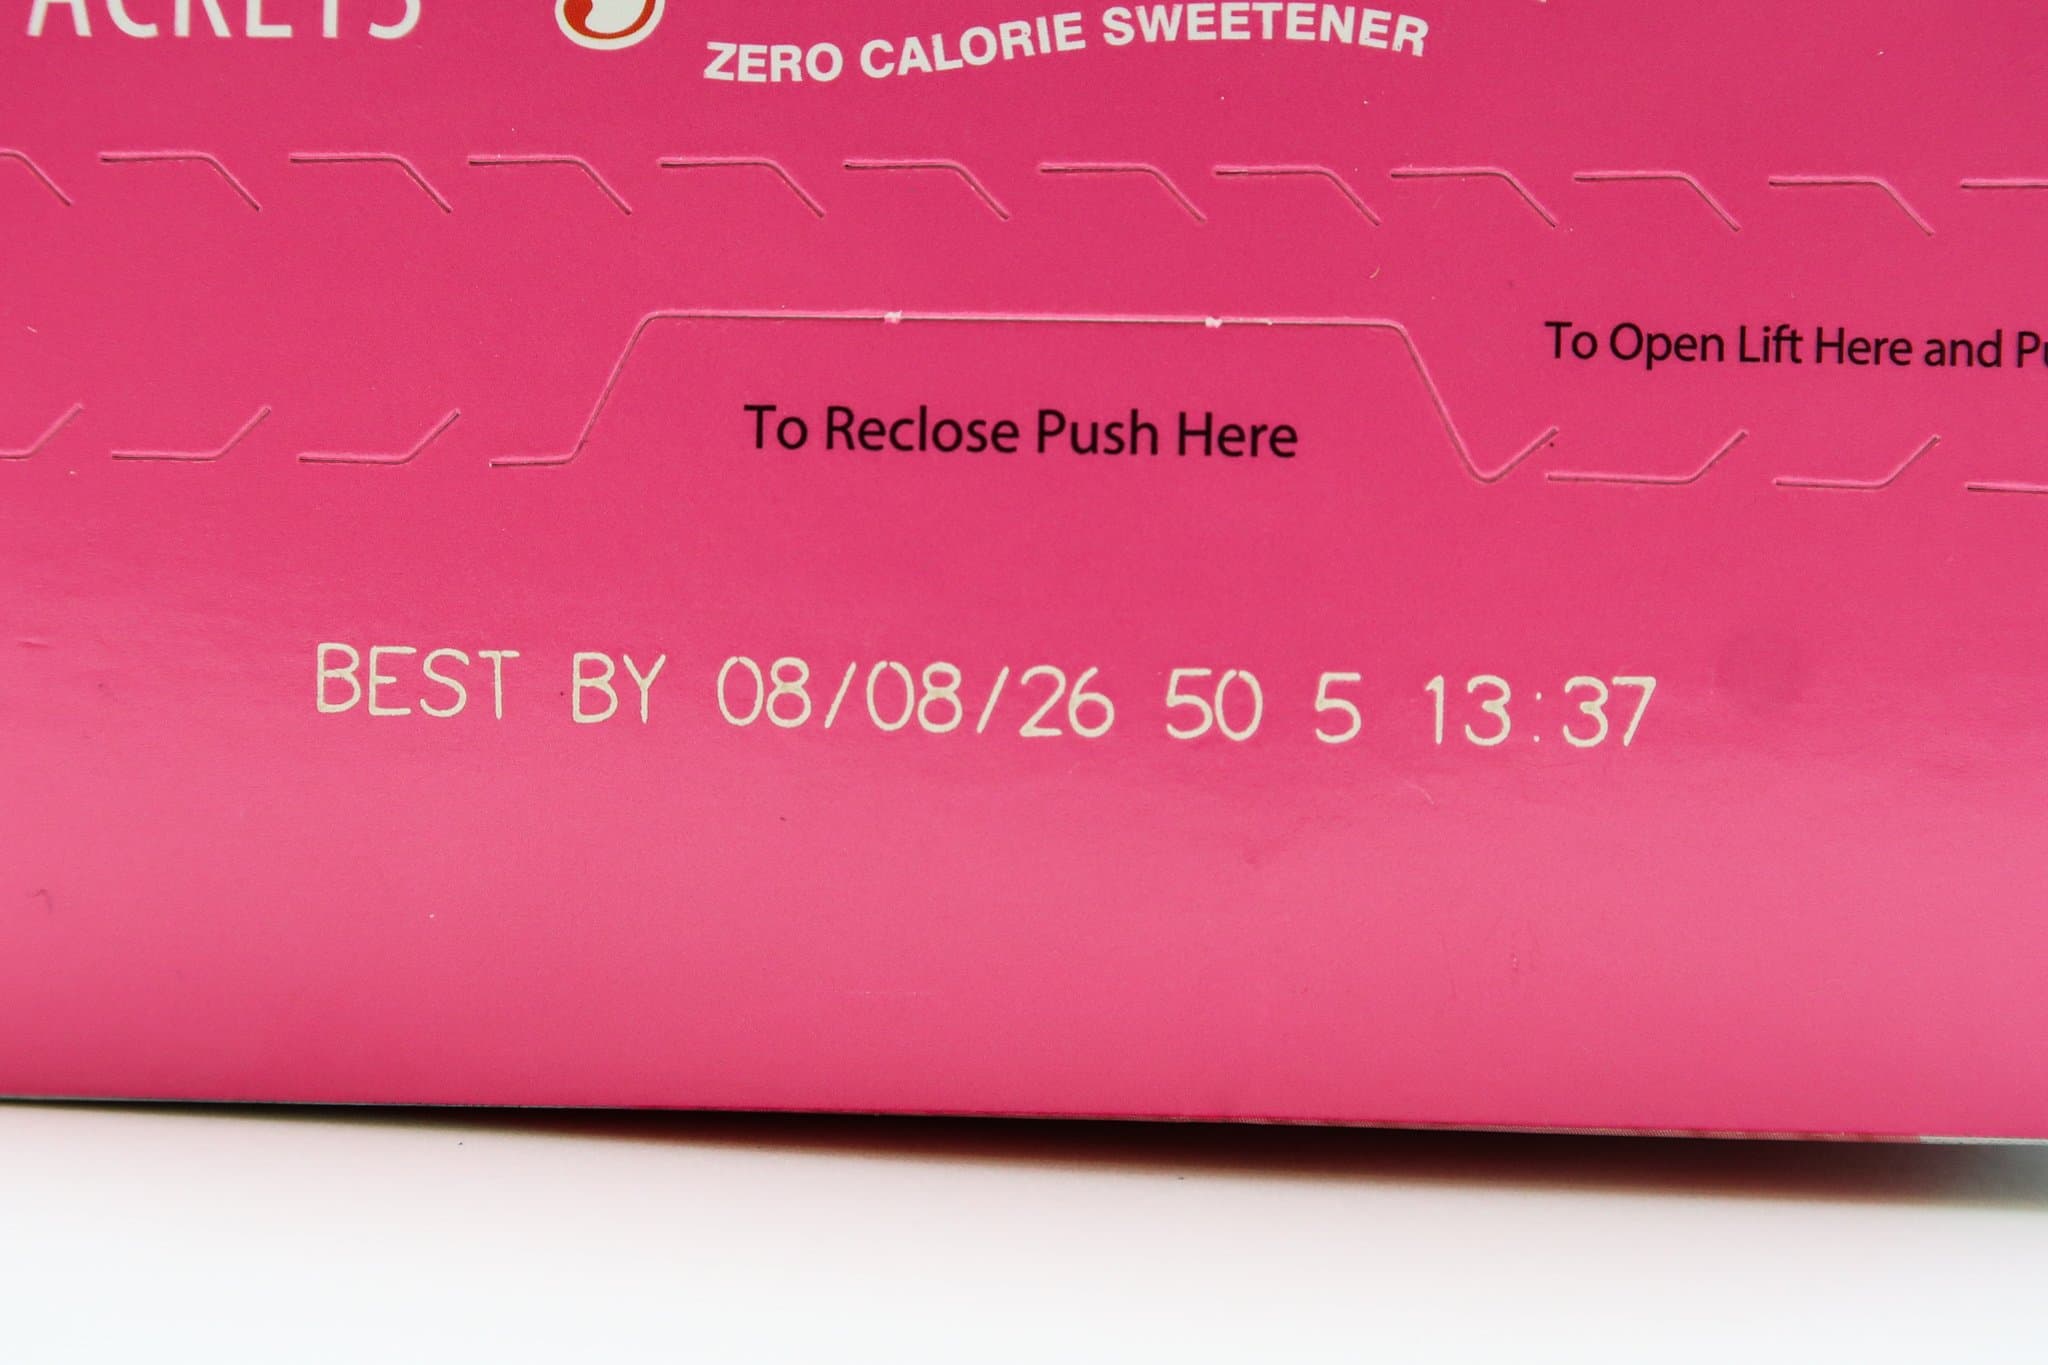 ZERO CALORIE SWEETENER
To Open Lift Here and
To Reclose Push Here
BEST BY 08/08/26 50 5 13:37